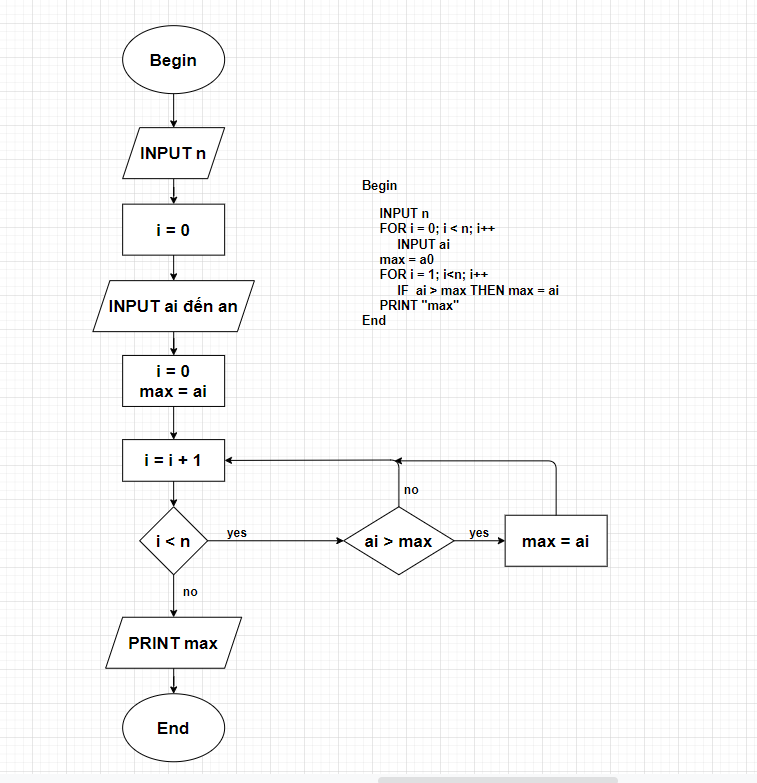 Begin
INPUT n
i = 0
INPUT ai đến an
i = 0
max = ai
i = i + 1
i < n
yes
ai > max
yes
max = ai
no
no
PRINT max
End
Begin
INPUT n
FOR i = 0; i < n; i++
INPUT ai
max = a0
FOR i = 1; i<n; i++
IF ai > max THEN max = ai
PRINT "max"
End